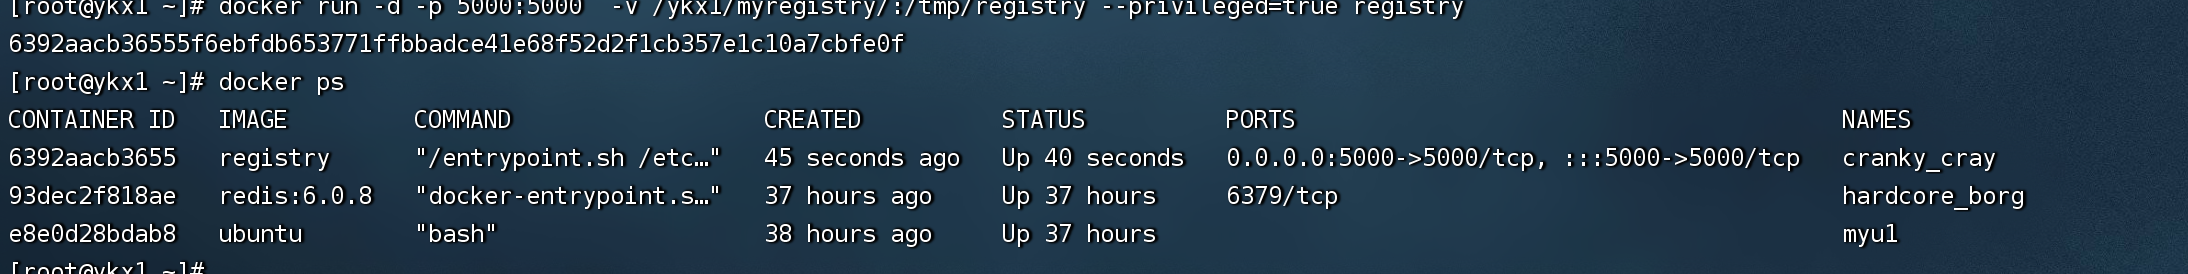 [root@ykx1 ~]# docker run -d -p 5000:5000  -v /ykx1/myregistry/:/tmp/registry --privileged=true registry
6392aacb36555f6ebfdb653771ffbbadce41e68f52d2f1cb357e1c10a7cbfe0f
[root@ykx1 ~]# docker ps
CONTAINER ID   IMAGE         COMMAND                  CREATED          STATUS          PORTS                                       NAMES
6392aacb3655   registry      "/entrypoint.sh /etc…"   45 seconds ago   Up 40 seconds   0.0.0.0:5000->5000/tcp, :::5000->5000/tcp   cranky_cray
93dec2f818ae   redis:6.0.8   "docker-entrypoint.s…"   37 hours ago     Up 37 hours     6379/tcp                                    hardcore_borg
e8e0d28bdab8   ubuntu        "bash"                   38 hours ago     Up 37 hours                                                 myu1
[root@ykx1 ~]#